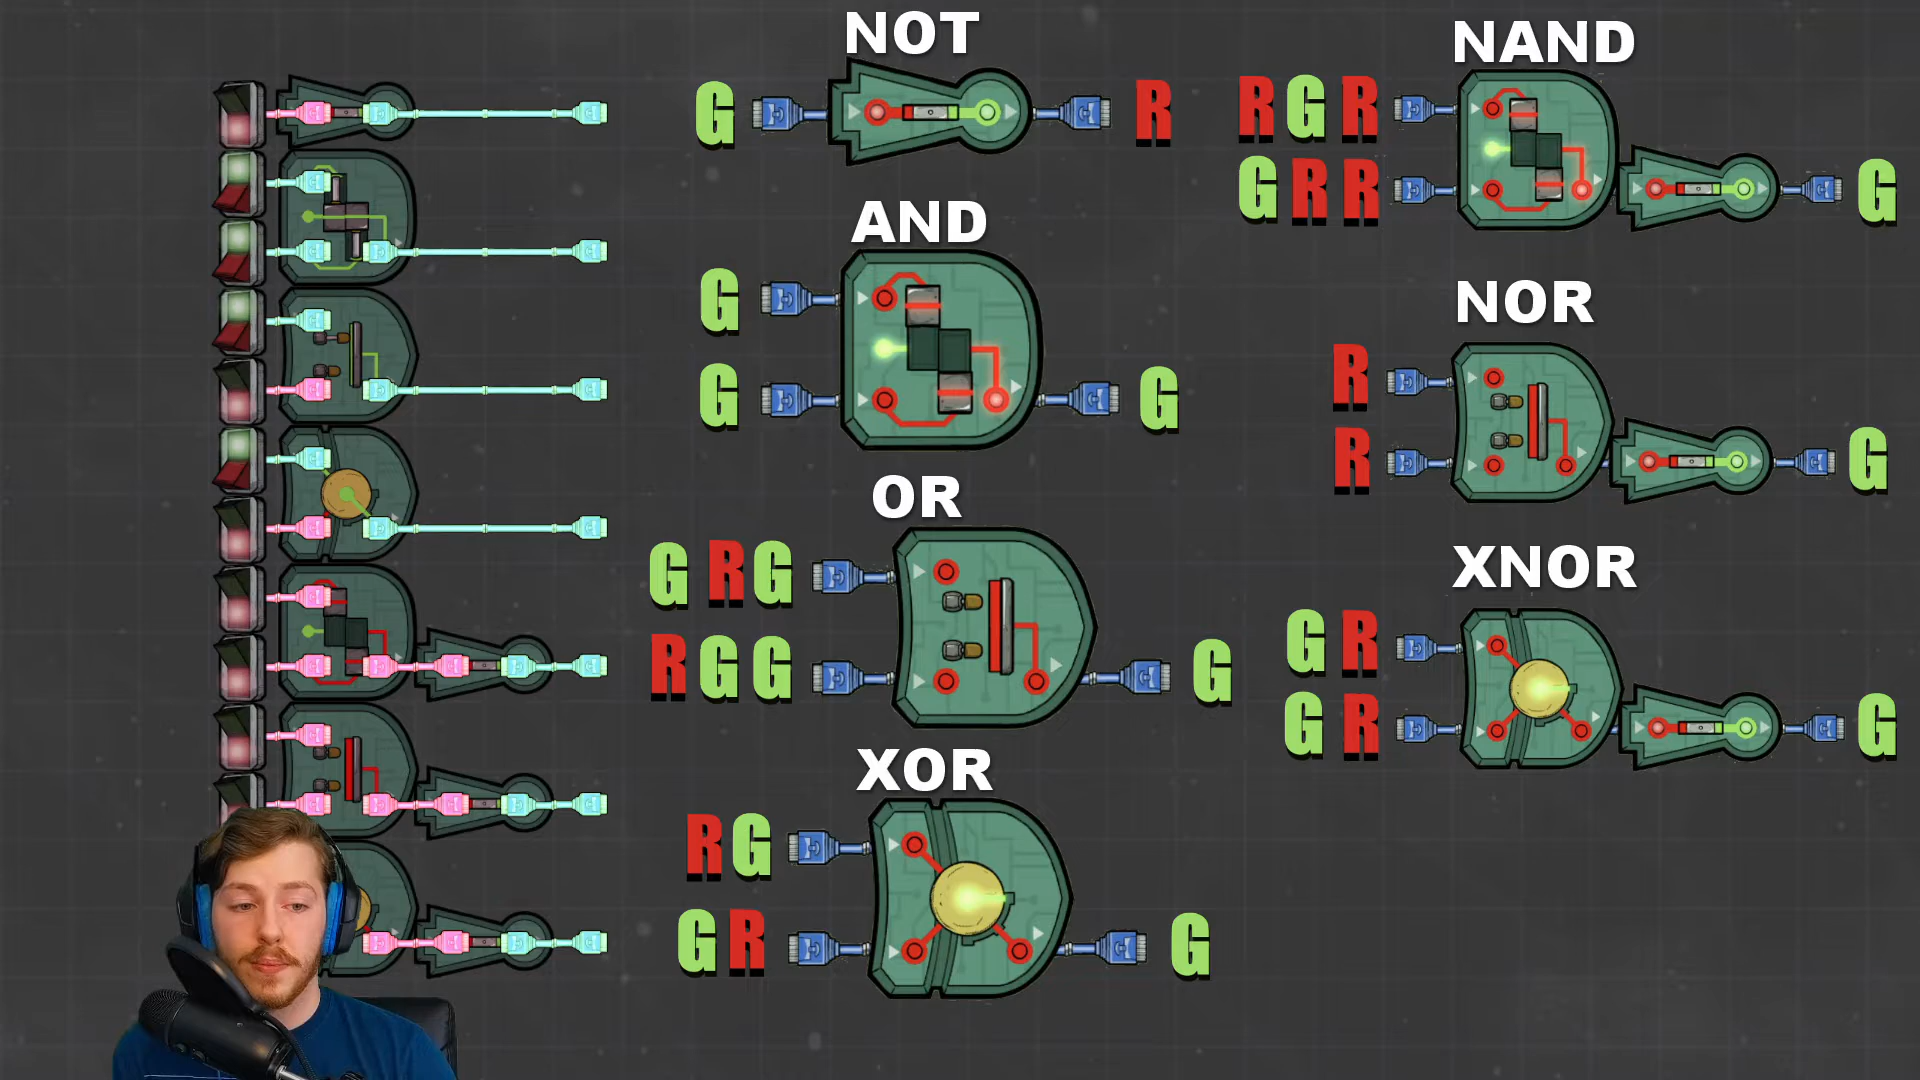 NOT
G R
AND
G
G G
OR
G R G
R G G G
XOR
R G
G R G
NAND
R G R
G R R G
NOR
R
R G
XNOR
G R
G R G